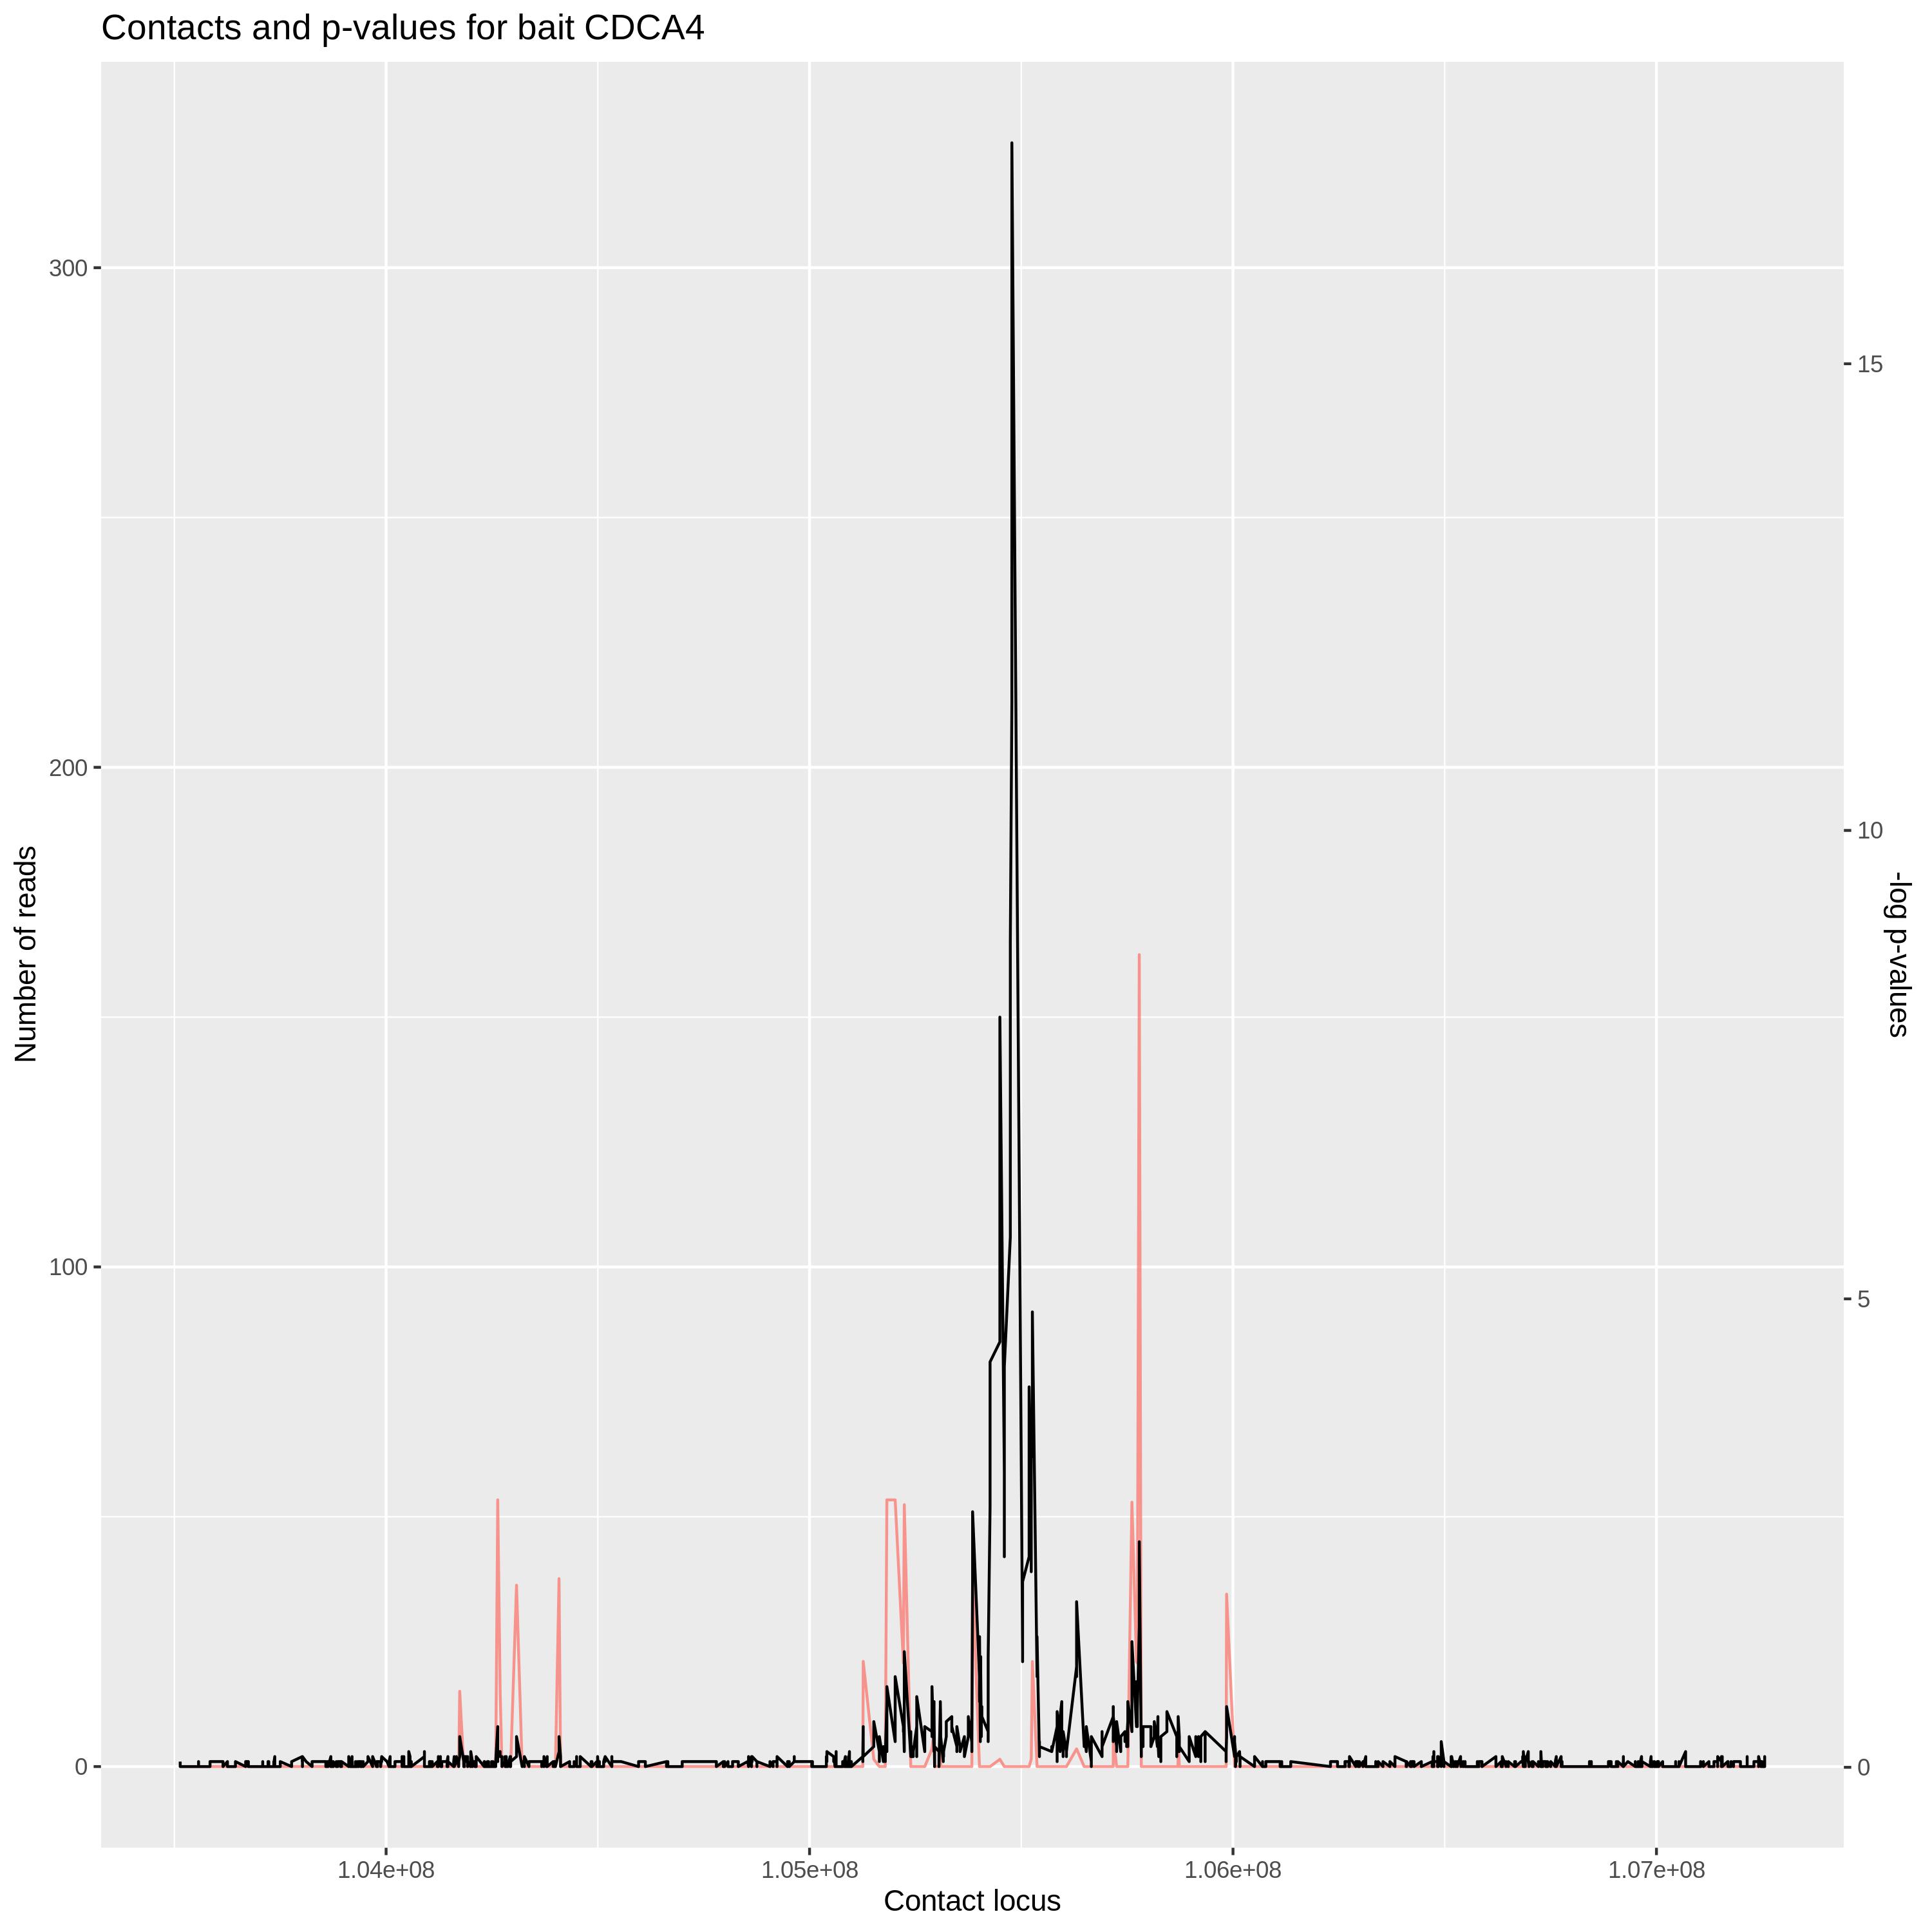 Contacts and p-values for bait CDCA4
Number of reads
300
200
100
0
15
10
5
0
-log p-values
1.04e+08
1.05e+08
1.06e+08
1.07e+08
Contact locus